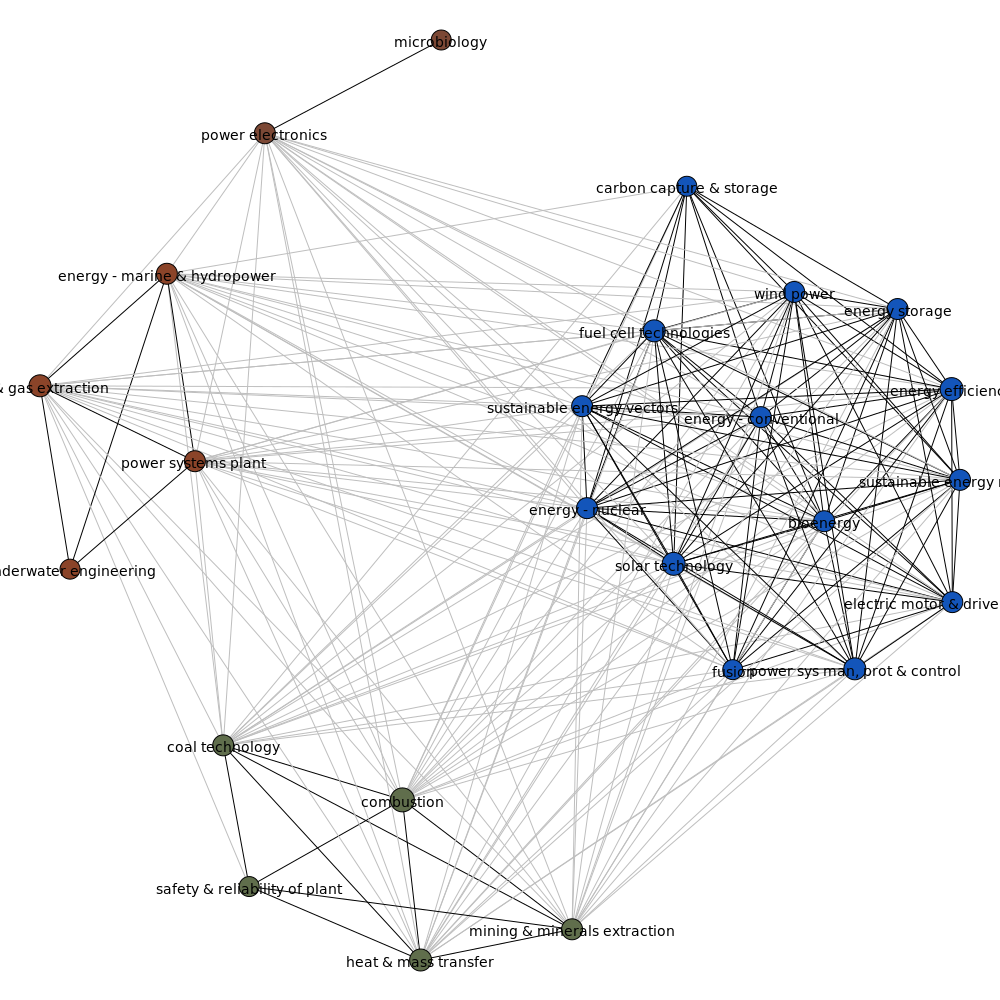 microbiology
power electronics
carbon capture & storage
energy - marine & hydropower
wind power
energy storage
fuel cell technologies
& gas extraction
energy efficienc
sustainable energy vectors
energy - conventional
power systems plant
sustainable energy
energy - nuclear
bioenergy
solar technology
underwater engineering
electric motor & drive
fusion
power sys man, prot & control
coal technology
combustion
safety & reliability of plant
mining & minerals extraction
heat & mass transfer